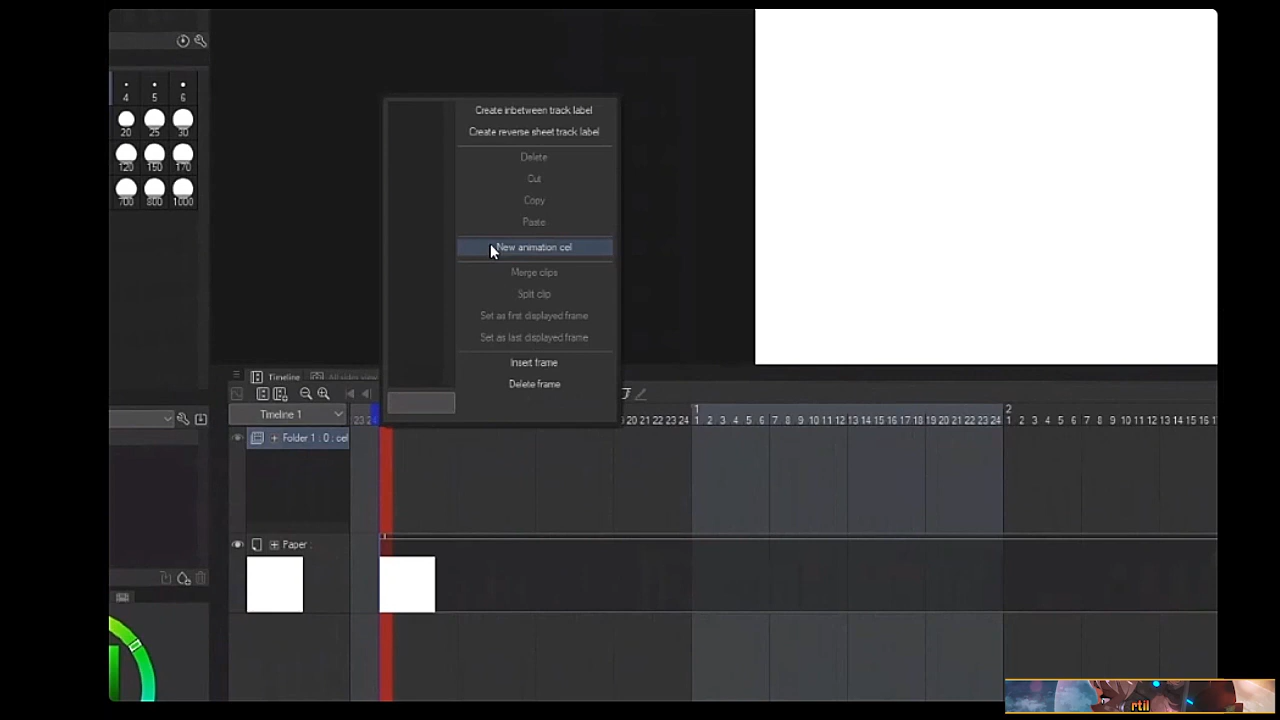 4 5 6
20 25 30
120 150 170
700 800 1000
Create inbetween track label
Create reverse sheet track label
Delete
Cut
Copy
Paste
New animation cel
Merge clips
Split clip
Set as first displayed frame
Set as last displayed frame
Insert frame
Delete frame
Timeline
Timeline 1
1
2
20 21 22 23 24 1 2 3 4 5 6 7 8 9 10 11 12 13 14 15 16 17 18 19 20 21 22 23 24 1 2 3 4 5 6 7 8 9 10 11 12 13 14 15 16
Folder 1 : 0 : cel
Paper :
rtil